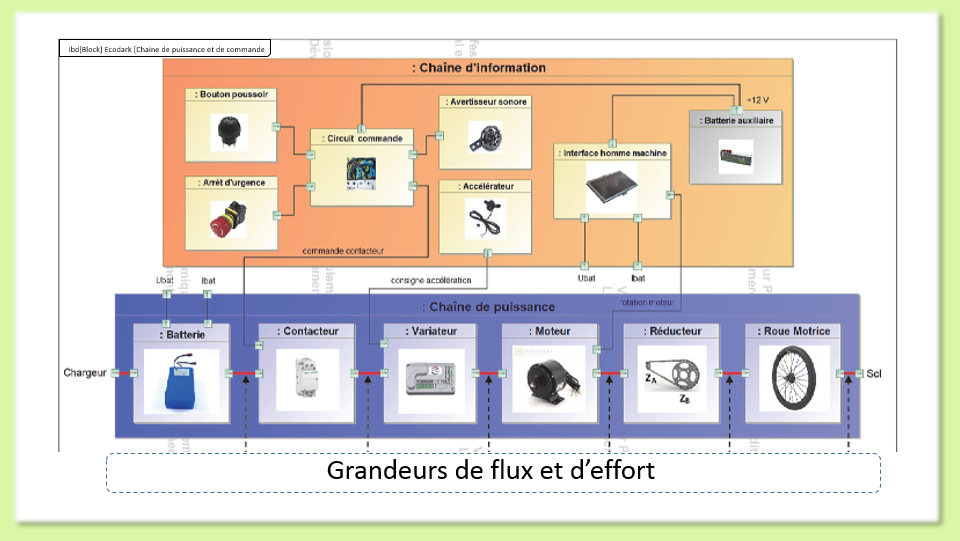 Ibd[Block] Ecodark [Chaine de puissance et de commande
: Chaîne d'information
: Bouton poussoir
: Avertisseur sonore
+12 V
: Batterie auxiliaire
: Circuit commande
: Interface homme machine
: Arrêt d'urgence
: Accélérateur
commande contacteur
consigne accélération
Ubat
Ibat
Ubat
Ibat
rotation moteur
: Chaîne de puissance
: Batterie
: Contacteur
: Variateur
: Moteur
: Réducteur
: Roue Motrice
Chargeur
ZA
ZB
Sol
Grandeurs de flux et d'effort